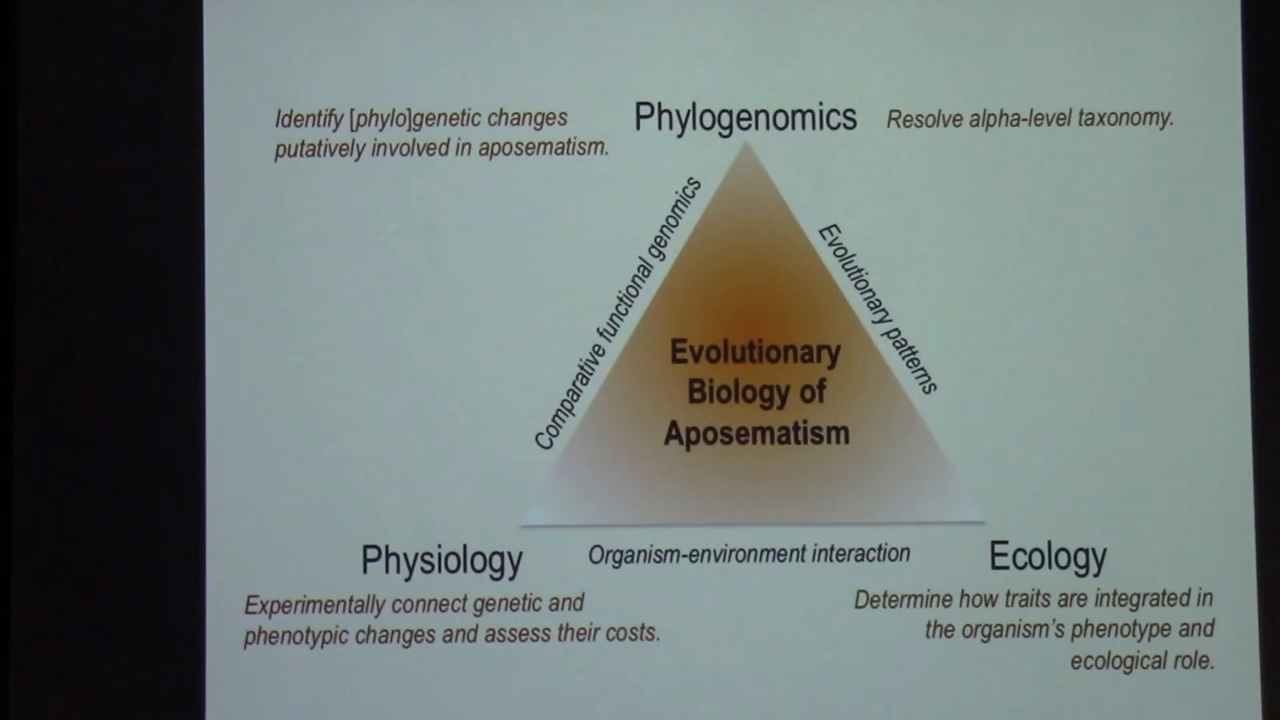 Identify [phylo]genetic changes
putatively involved in aposematism.
Phylogenomics
Resolve alpha-level taxonomy.
Comparative functional genomics
Evolutionary patterns
Evolutionary
Biology of
Aposematism
Physiology
Organism-environment interaction
Ecology
Experimentally connect genetic and
phenotypic changes and assess their costs.
Determine how traits are integrated in
the organism's phenotype and
ecological role.